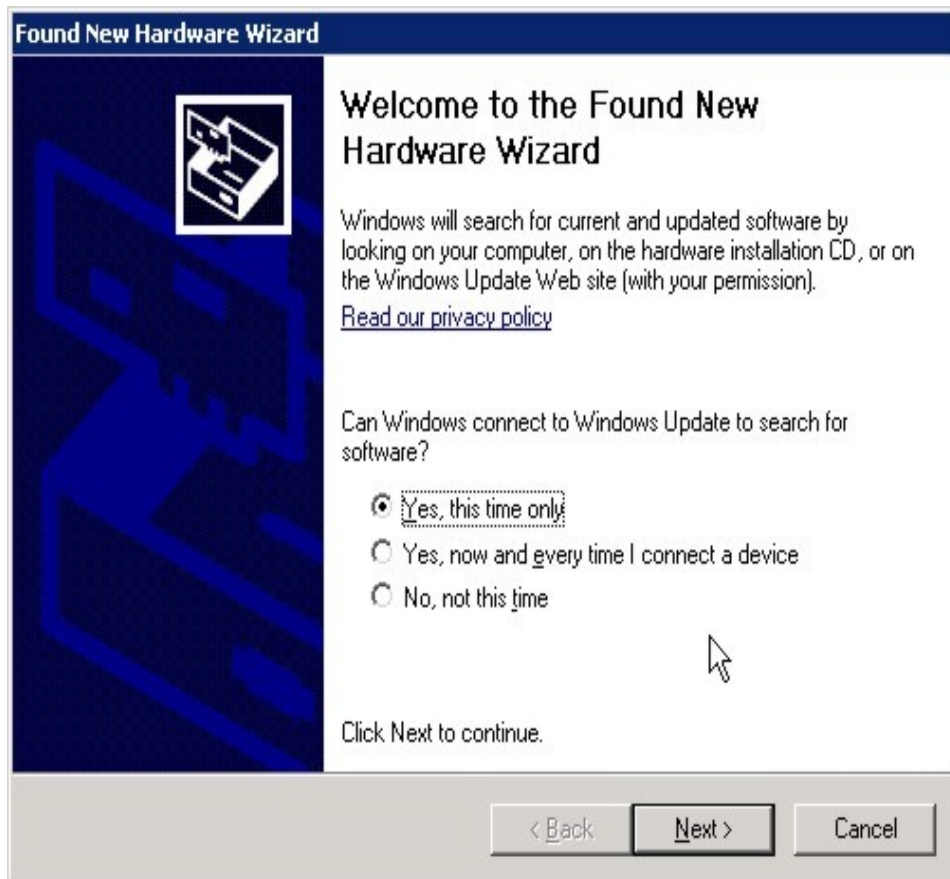 Found New Hardware Wizard
Welcome to the Found New
Hardware Wizard
Windows will search for current and updated software by
looking on your computer, on the hardware installation CD, or on
the Windows Update Web site (with your permission).
Read our privacy policy
Can Windows connect to Windows Update to search for
software?
Yes, this time only
Yes, now and every time I connect a device
No, not this time
Click Next to continue.
< Back Next > Cancel